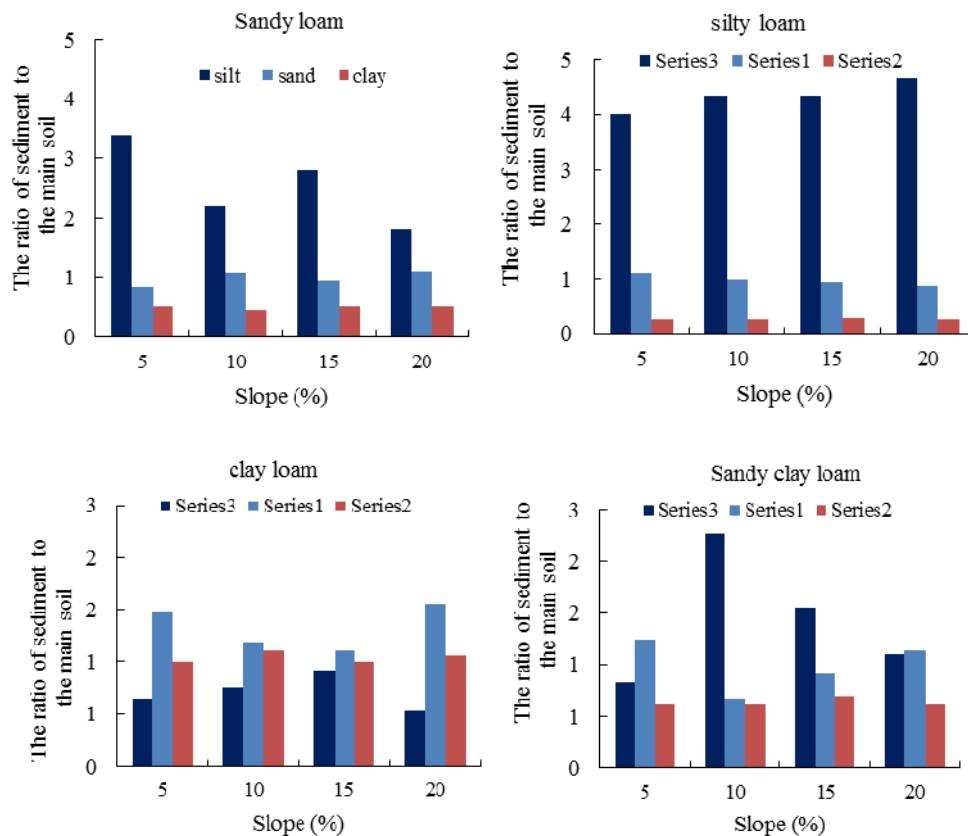 Sandy loam
The ratio of sediment to
the main soil
5
4
3
2
1
0
silt sand clay
5 10 15 20
Slope (%)
silty loam
The ratio of sediment to
the main soil
5
4
3
2
1
0
Series3 Series1 Series2
5 10 15 20
Slope (%)
clay loam
The ratio of sediment to
the main soil
3
2
2
1
1
0
Series3 Series1 Series2
5 10 15 20
Slope (%)
Sandy clay loam
The ratio of sediment to
the main soil
3
2
2
1
1
0
Series3 Series1 Series2
5 10 15 20
Slope (%)